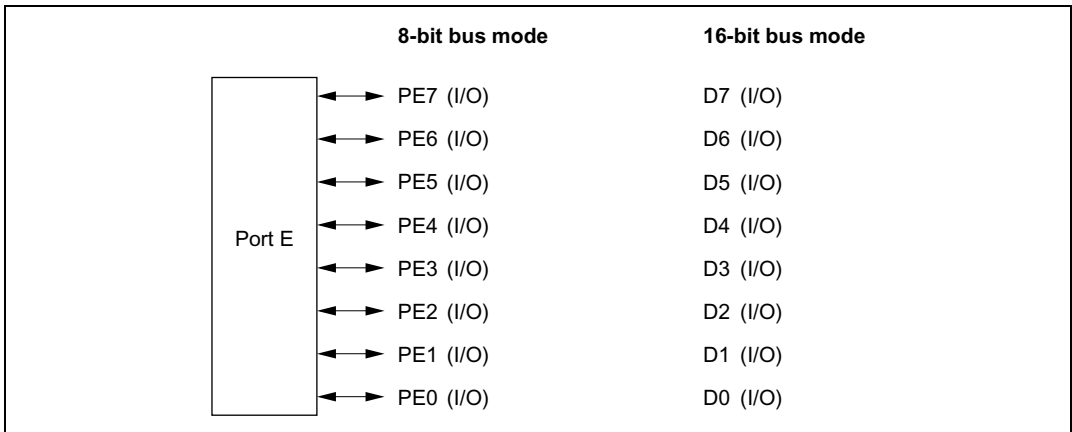 8-bit bus mode 16-bit bus mode
PE7 (I/O) D7 (I/O)
PE6 (I/O) D6 (I/O)
PE5 (I/O) D5 (I/O)
PE4 (I/O) D4 (I/O)
Port E
PE3 (I/O) D3 (I/O)
PE2 (I/O) D2 (I/O)
PE1 (I/O) D1 (I/O)
PE0 (I/O) D0 (I/O)